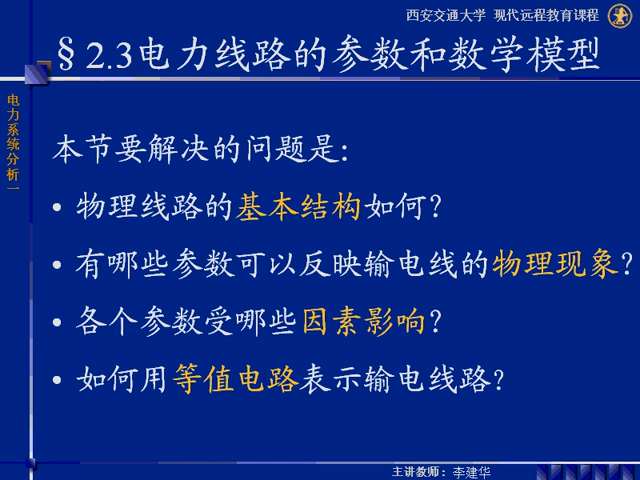 西安交通大学 现代远程教育课程
§2.3电力线路的参数和数学模型
电力系统分析一
本节要解决的问题是:
• 物理线路的基本结构如何?
• 有哪些参数可以反映输电线的物理现象?
• 各个参数受哪些因素影响?
• 如何用等值电路表示输电线路?
主讲教师: 李建华